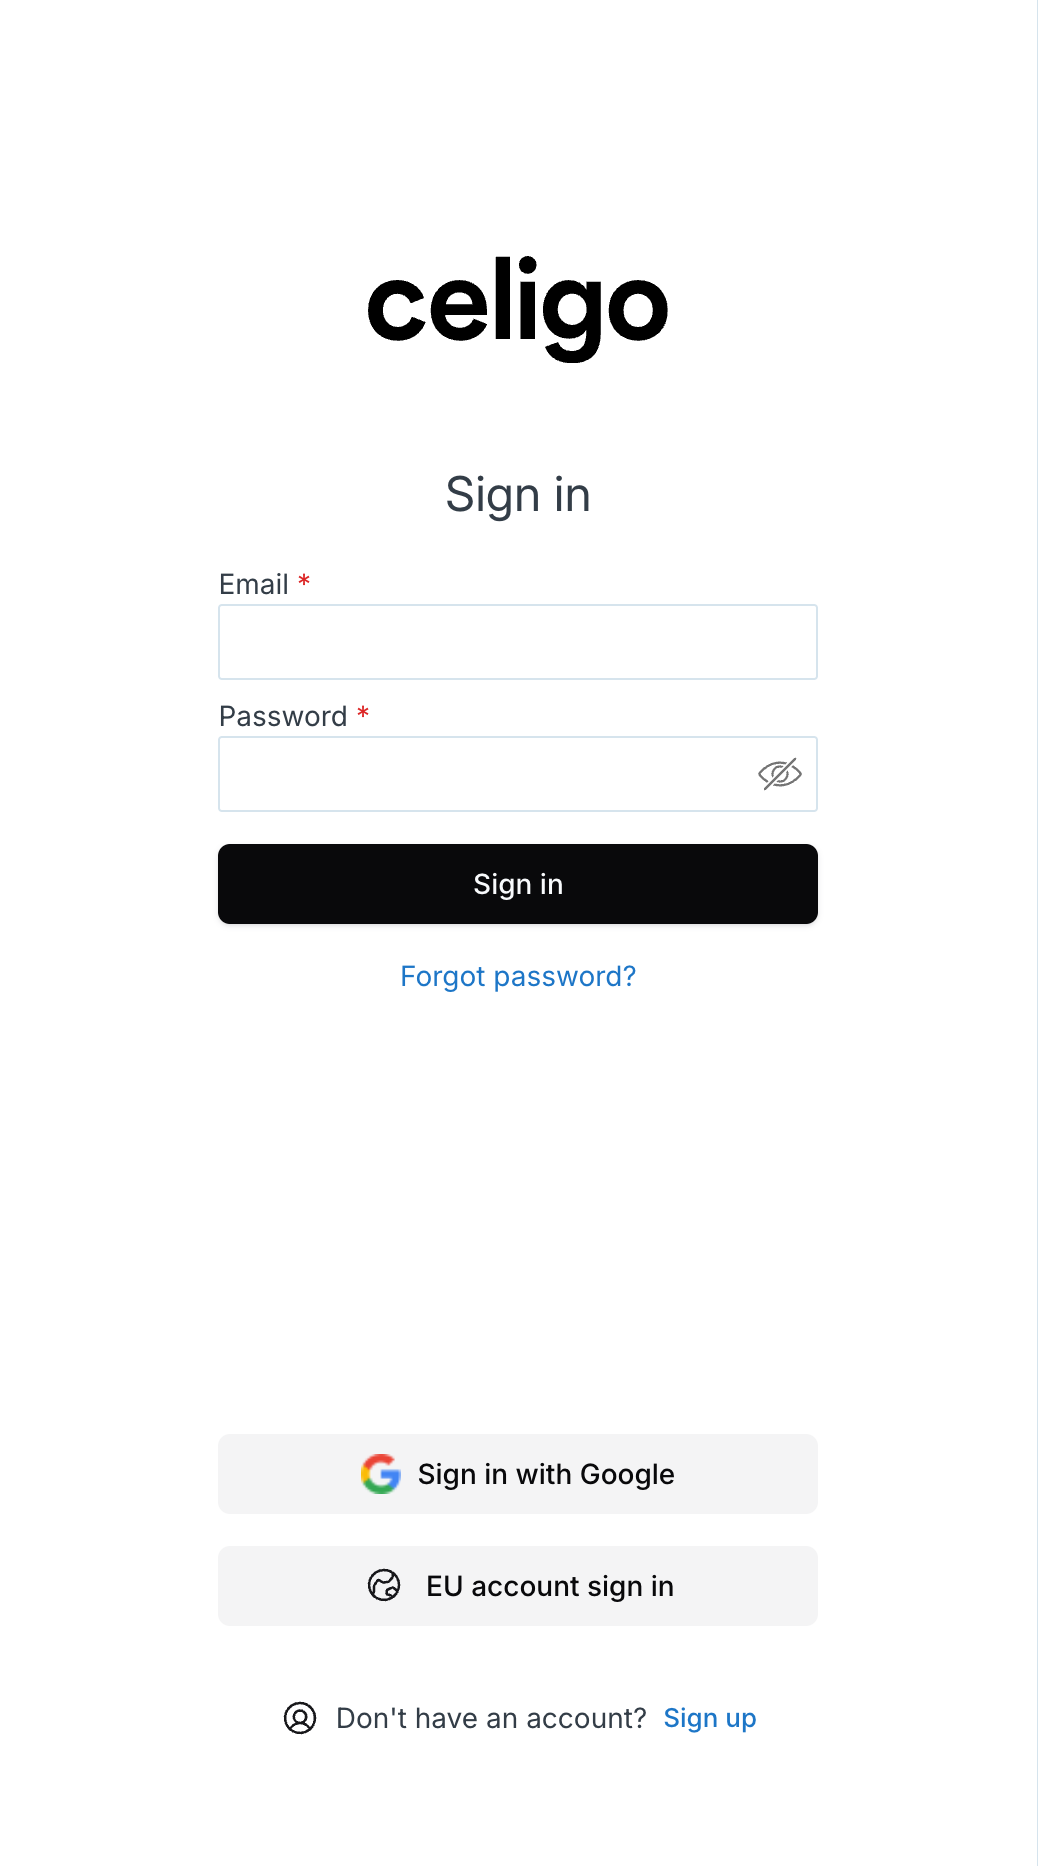 celigo
Sign in
Email *
Password *
Sign in
Forgot password?
Sign in with Google
EU account sign in
Don't have an account? Sign up